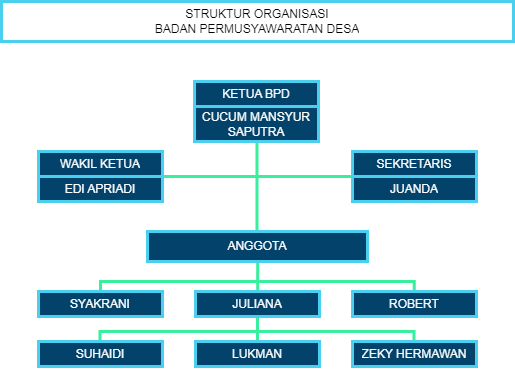 STRUKTUR ORGANISASI
BADAN PERMUSYAWARATAN DESA
KETUA BPD
CUCUM MANSYUR
SAPUTRA
WAKIL KETUA
EDI APRIADI
SEKRETARIS
JUANDA
ANGGOTA
SYAKRANI
JULIANA
ROBERT
SUHAIDI
LUKMAN
ZEKY HERMAWAN